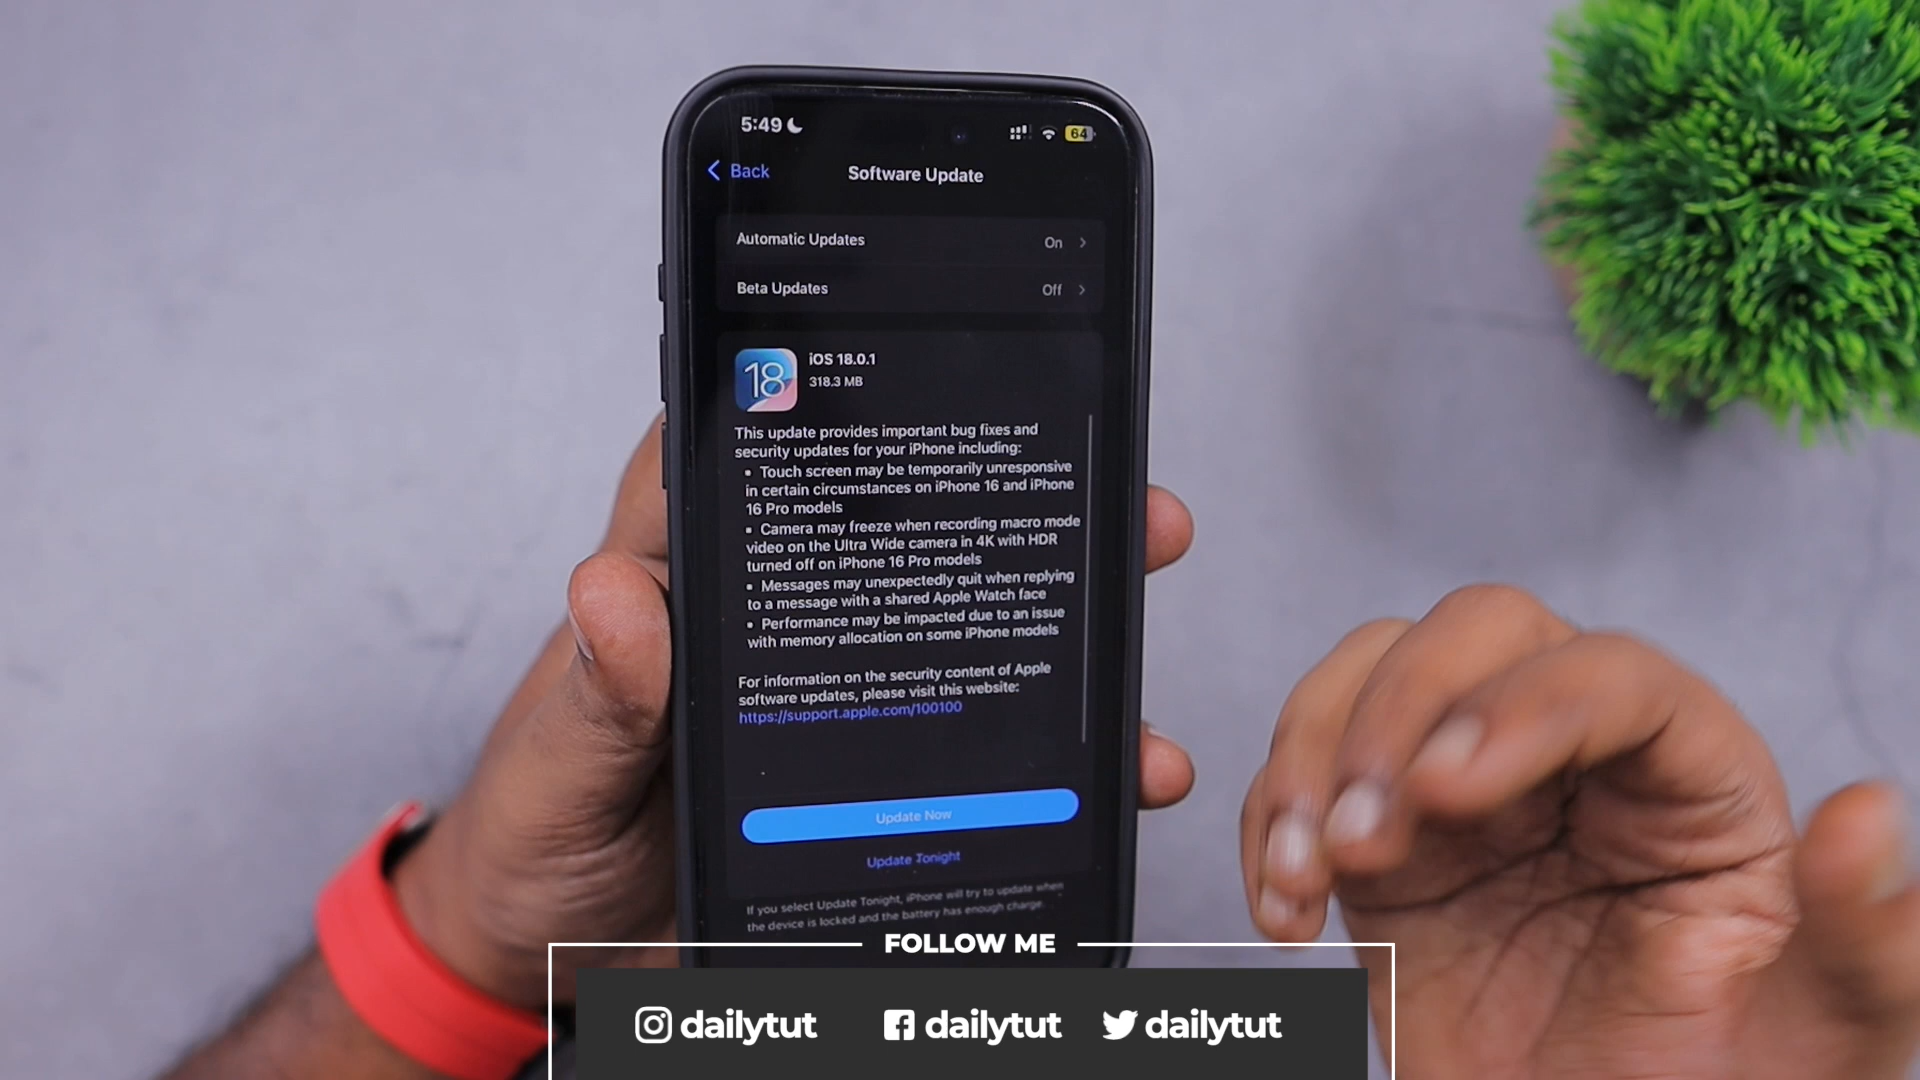 5:49
64
Back
Software Update
Automatic Updates On
Beta Updates Off
18
iOS 18.0.1
318.3 MB
This update provides important bug fixes and
security updates for your iPhone including:
• Touch screen may be temporarily unresponsive
in certain circumstances on iPhone 16 and iPhone
16 Pro models
• Camera may freeze when recording macro mode
video on the Ultra Wide camera in 4K with HDR
turned off on iPhone 16 Pro models
• Messages may unexpectedly quit when replying
to a message with a shared Apple Watch face
• Performance may be impacted due to an issue
with memory allocation on some iPhone models
For information on the security content of Apple
software updates, please visit this website:
https://support.apple.com/100100
Update Now
Update Tonight
If you select Update Tonight, iPhone will try to update when
the device is locked and the battery has enough charge.
FOLLOW ME
dailytut dailytut dailytut